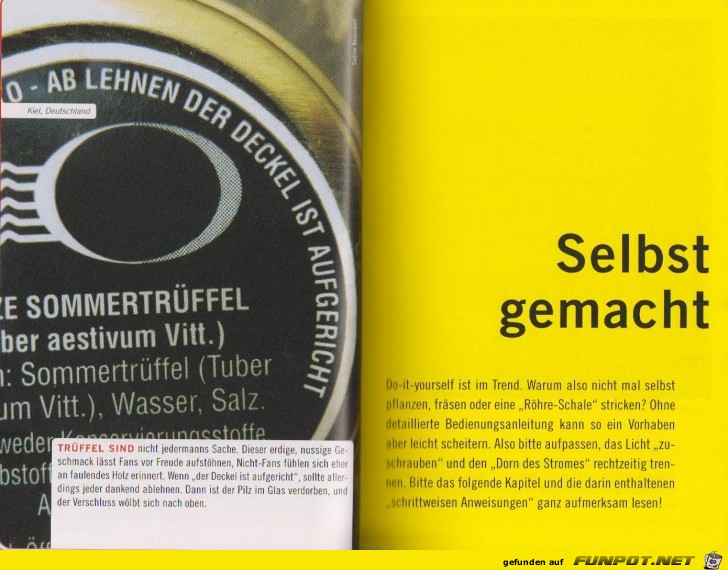 O - AB LEHNEN DER DECKEL IST AUFGERICHT
Kiel, Deutschland
ZE SOMMERTRÜFFEL
ber aestivum Vitt.)
n: Sommertrüffel (Tuber
um Vitt.), Wasser, Salz.
weder Konservierungsstoffe
bstoff
A
TRÜFFEL SIND nicht jedermanns Sache. Dieser erdige, nussige Ge-
schmack lässt Fans vor Freude aufstöhnen, Nicht-Fans fühlen sich eher
an faulendes Holz erinnert. Wenn „der Deckel ist aufgericht“, sollte aller-
dings jeder dankend ablehnen. Dann ist der Pilz im Glas verdorben, und
der Verschluss wölbt sich nach oben.
Selbst
gemacht
Do-it-yourself ist im Trend. Warum also nicht mal selbst
pflanzen, fräsen oder eine „Röhre-Schale“ stricken? Ohne
detaillierte Bedienungsanleitung kann so ein Vorhaben
aber leicht scheitern. Also bitte aufpassen, das Licht „zu-
schrauben“ und den „Dorn des Stromes“ rechtzeitig tren-
nen. Bitte das folgende Kapitel und die darin enthaltenen
„schrittweisen Anweisungen“ ganz aufmerksam lesen!
gefunden auf FUNPOT.NET